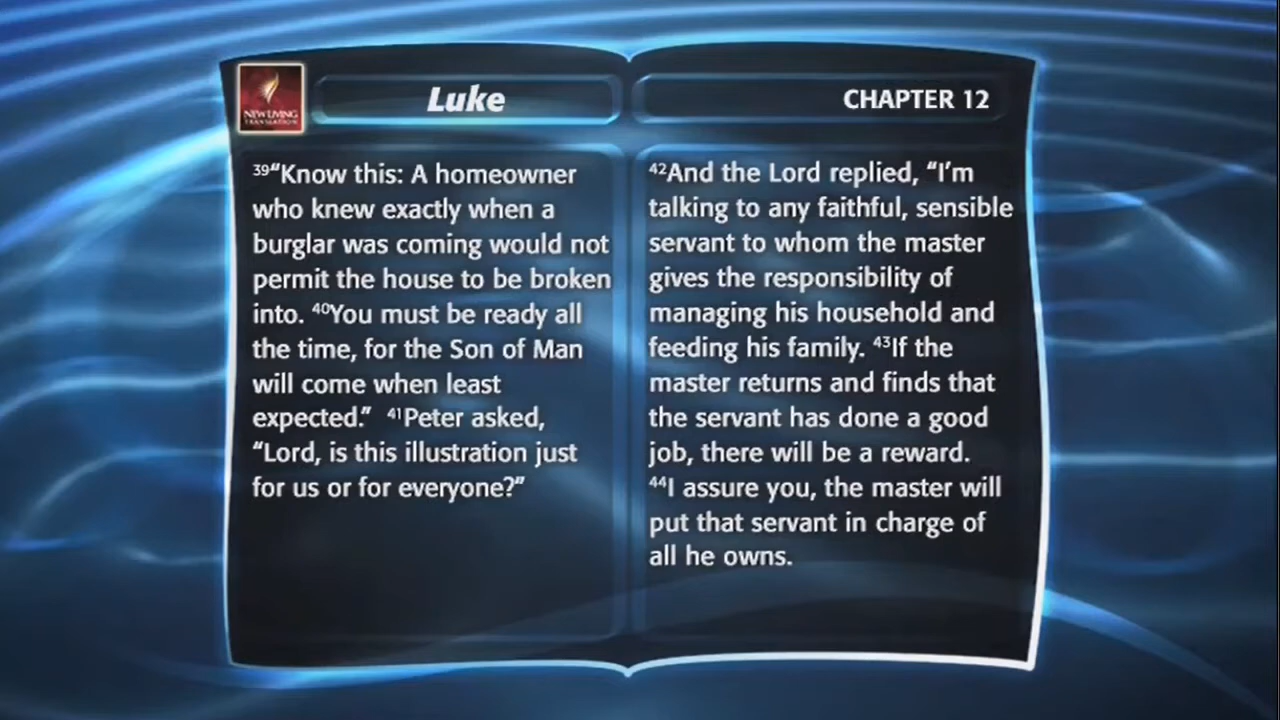 NEW LIVING
TRANSLATION
Luke
CHAPTER 12
³⁹“Know this: A homeowner
who knew exactly when a
burglar was coming would not
permit the house to be broken
into. ⁴⁰You must be ready all
the time, for the Son of Man
will come when least
expected.” ⁴¹Peter asked,
“Lord, is this illustration just
for us or for everyone?”
⁴²And the Lord replied, “I’m
talking to any faithful, sensible
servant to whom the master
gives the responsibility of
managing his household and
feeding his family. ⁴³If the
master returns and finds that
the servant has done a good
job, there will be a reward.
⁴⁴I assure you, the master will
put that servant in charge of
all he owns.